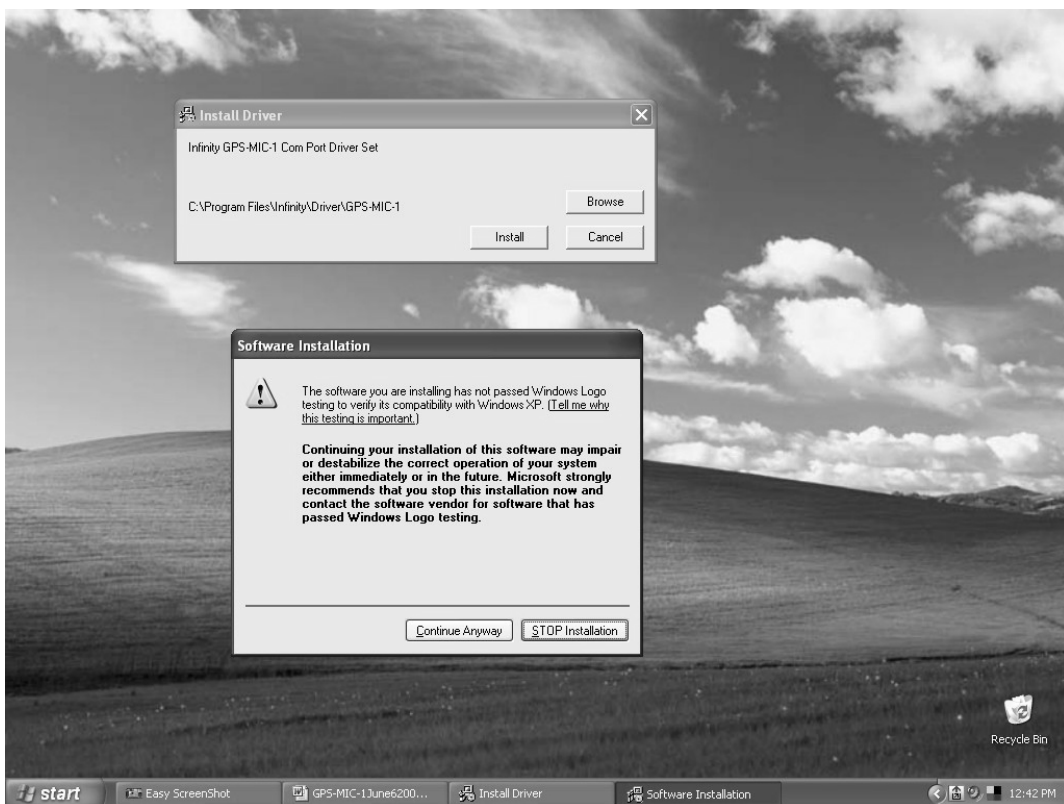 Install Driver
Infinity GPS-MIC-1 Com Port Driver Set
C:\Program Files\Infinity\Driver\GPS-MIC-1
Browse
Install
Cancel
Software Installation
The software you are installing has not passed Windows Logo
testing to verify its compatibility with Windows XP. (Tell me why
this testing is important.)
Continuing your installation of this software may impair
or destabilize the correct operation of your system
either immediately or in the future. Microsoft strongly
recommends that you stop this installation now and
contact the software vendor for software that has
passed Windows Logo testing.
Continue Anyway
STOP Installation
Recycle Bin
start
Easy ScreenShot
GPS-MIC-1June6200...
Install Driver
Software Installation
12:42 PM